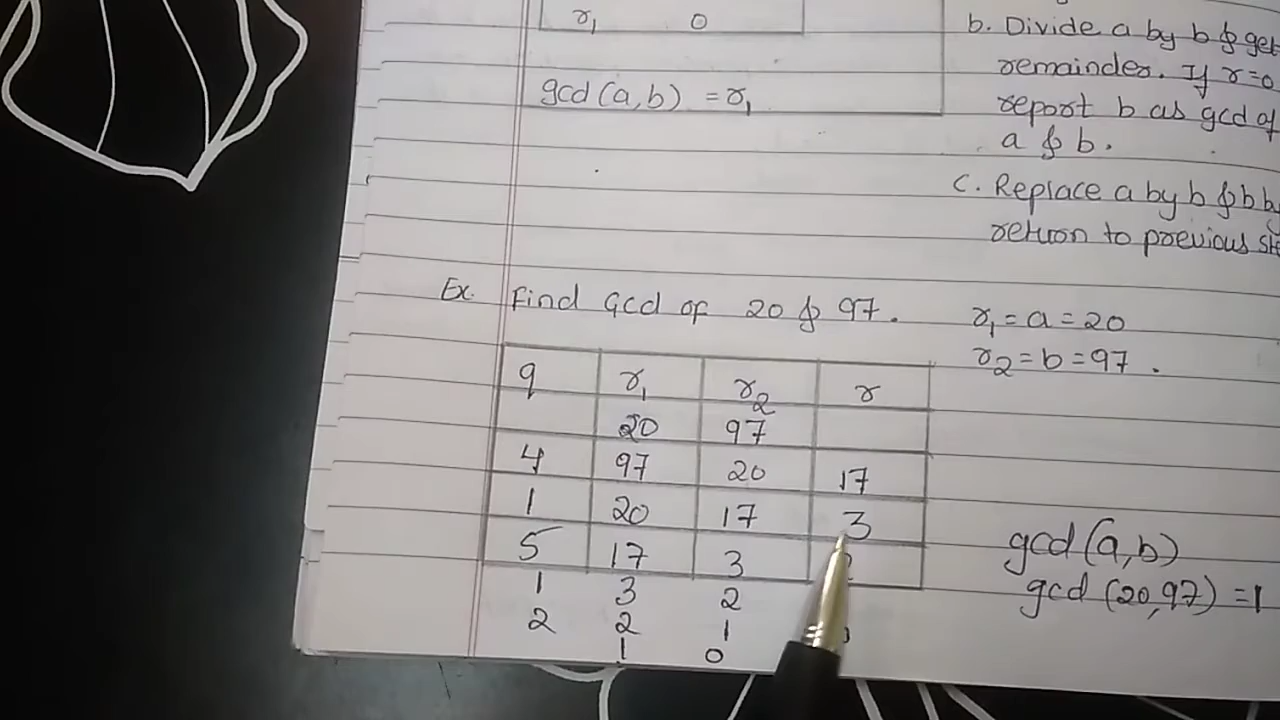 r₁ 0
gcd(a,b) = r₁
b. Divide a by b & get
remainder. If r=0
report b as gcd of
a & b.
c. Replace a by b & b by
return to previous
Ex. Find Gcd of 20 & 97.
r₁ = a = 20
r₂ = b = 97.
q r₁ r₂ r
20 97
4 97 20 17
1 20 17 3
5 17 3
1 3 2
2 2 1
1 0
gcd(a,b)
gcd(20,97) = 1